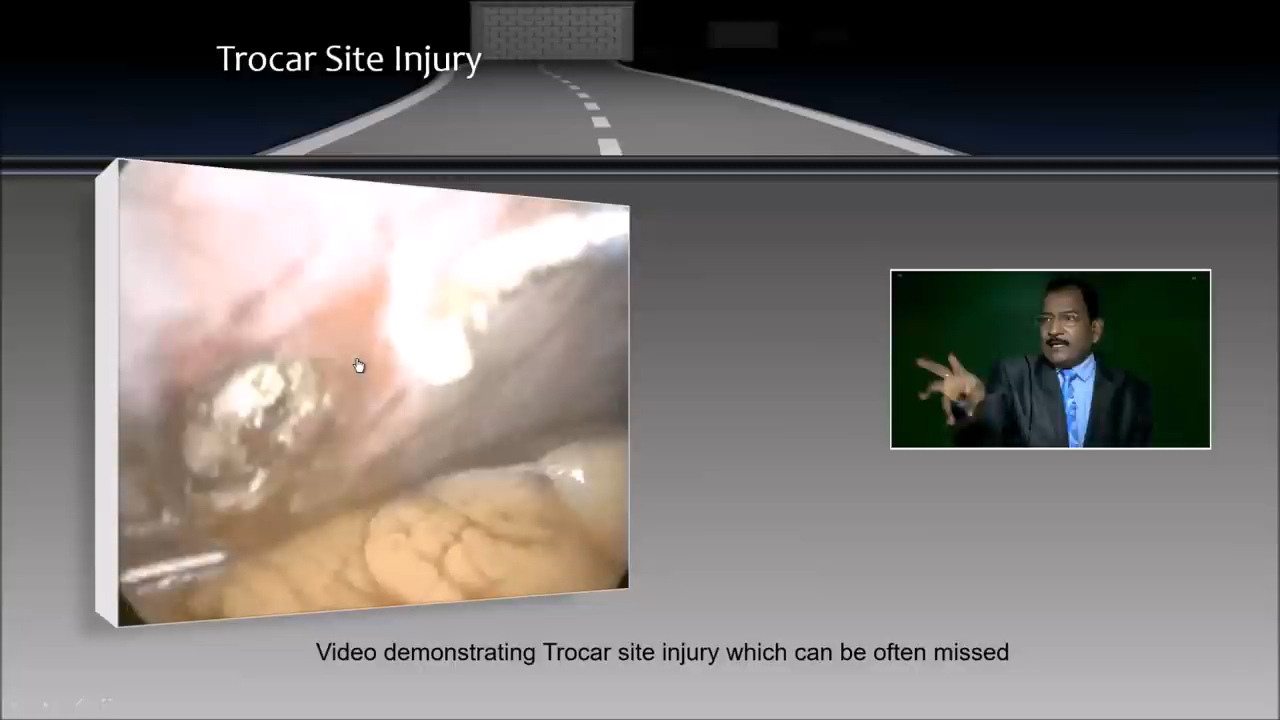 Trocar Site Injury
Video demonstrating Trocar site injury which can be often missed